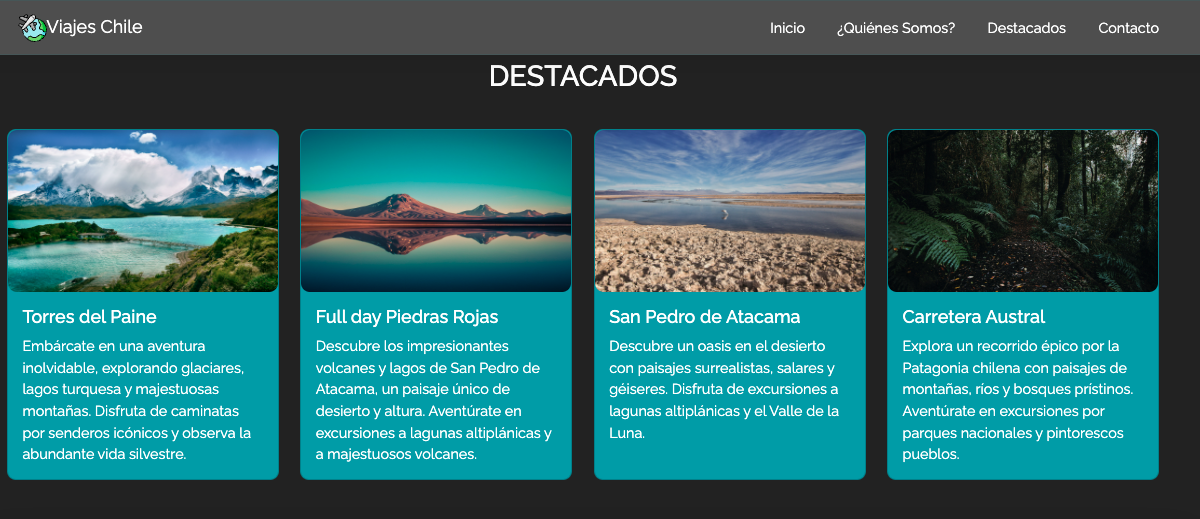 Viajes Chile
Inicio
¿Quiénes Somos?
Destacados
Contacto
DESTACADOS
Torres del Paine
Embárcate en una aventura
inolvidable, explorando glaciares,
lagos turquesa y majestuosas
montañas. Disfruta de caminatas
por senderos icónicos y observa la
abundante vida silvestre.
Full day Piedras Rojas
Descubre los impresionantes
volcanes y lagos de San Pedro de
Atacama, un paisaje único de
desierto y altura. Aventúrate en
excursiones a lagunas altiplánicas y
a majestuosos volcanes.
San Pedro de Atacama
Descubre un oasis en el desierto
con paisajes surrealistas, salares y
géiseres. Disfruta de excursiones a
lagunas altiplánicas y el Valle de la
Luna.
Carretera Austral
Explora un recorrido épico por la
Patagonia chilena con paisajes de
montañas, ríos y bosques prístinos.
Aventúrate en excursiones por
parques nacionales y pintorescos
pueblos.